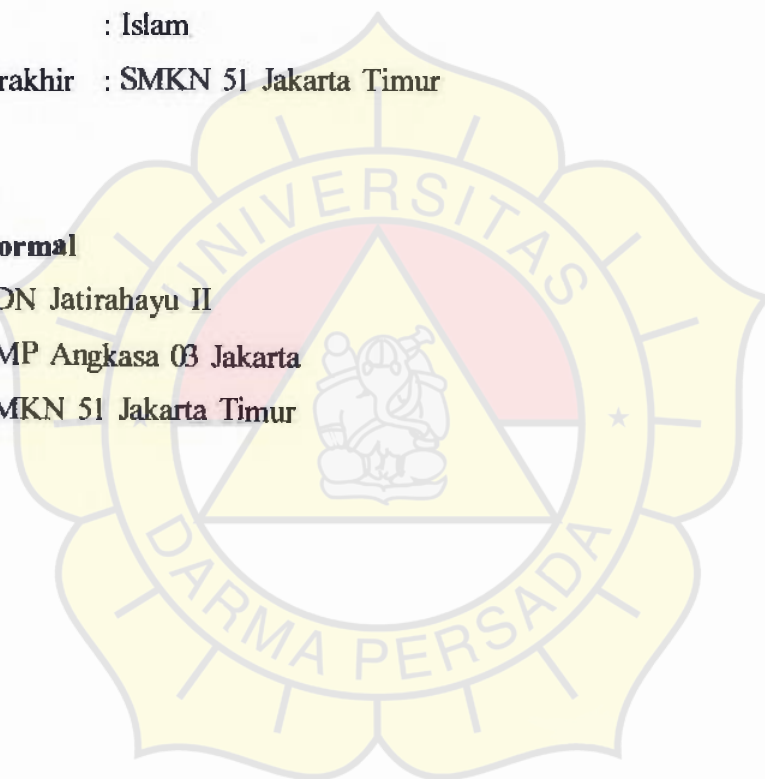 : Islam
rakhir : SMKN 51 Jakarta Timur
UNIVERSITAS
ormal
DN Jatirahayu II
MP Angkasa 03 Jakarta
MKN 51 Jakarta Timur
DARMA PERSADA